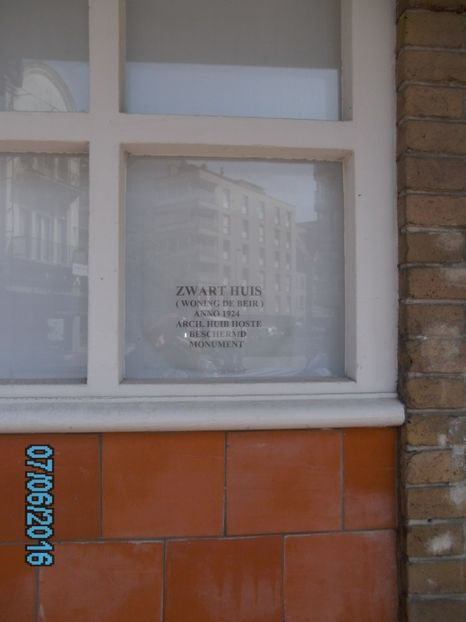 ZWART HUIS
( WONING DE BEIR )
ANNO 1924
ARCH. HUIB HOSTE
BESCHERMD
MONUMENT
07/06/2016